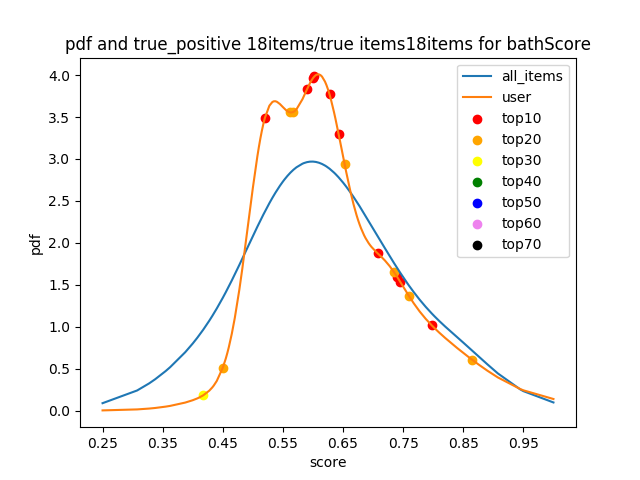 pdf and true_positive 18items/true items18items for bathScore
4.0
3.5
3.0
2.5
2.0
1.5
1.0
0.5
0.0
pdf
0.25 0.35 0.45 0.55 0.65 0.75 0.85 0.95
score
all_items
user
top10
top20
top30
top40
top50
top60
top70